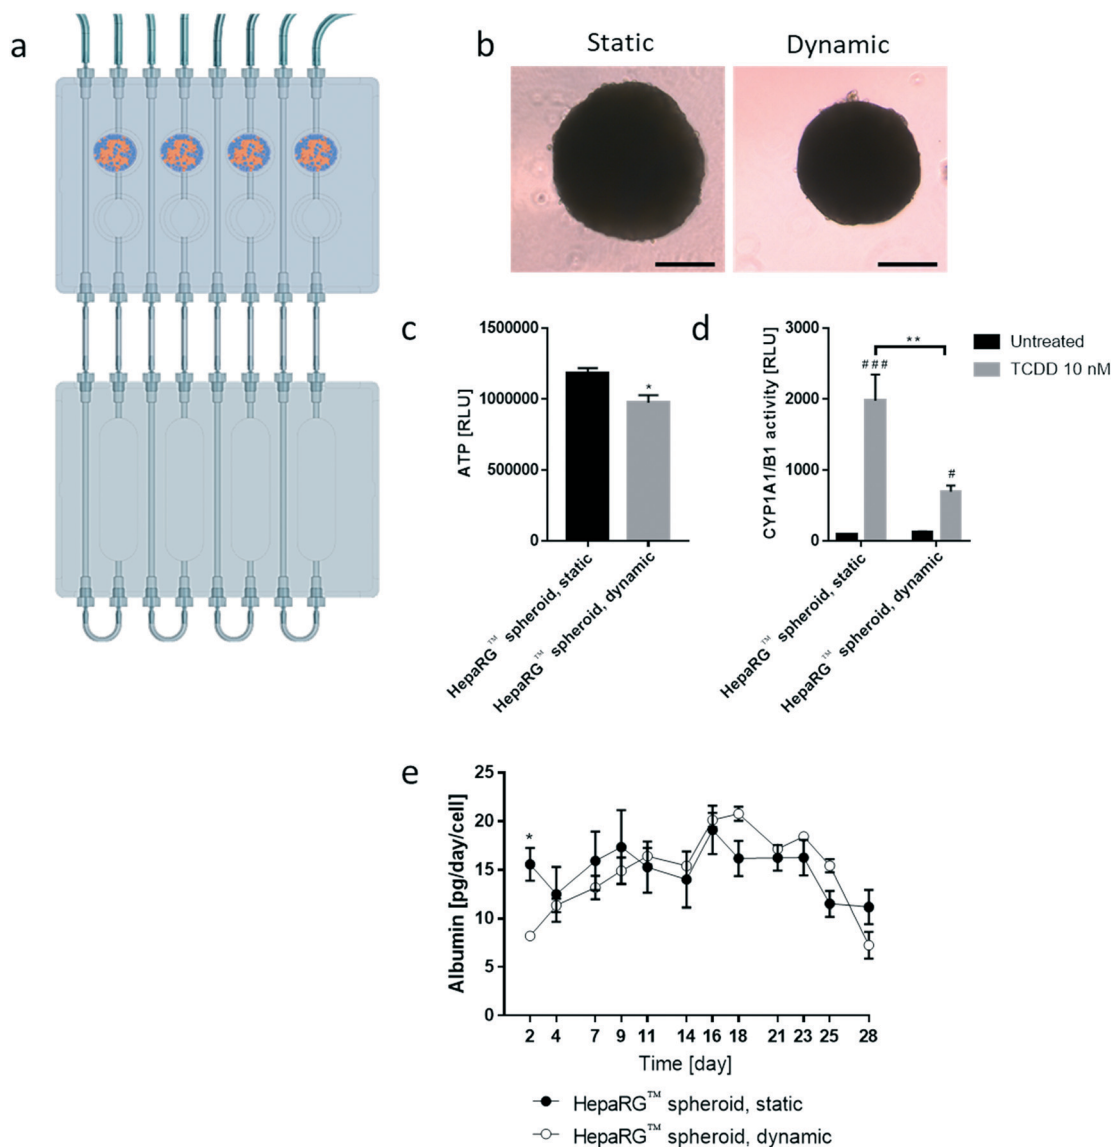 a
b
Static
Dynamic
c
ATP [RLU]
1500000
1000000
500000
0
*
HepaRG™ spheroid, static
HepaRG™ spheroid, dynamic
d
CYP1A1/B1 activity [RLU]
3000
2000
1000
0
###
**
#
Untreated
TCDD 10 nM
HepaRG™ spheroid, static
HepaRG™ spheroid, dynamic
e
Albumin [pg/day/cell]
25
20
15
10
5
0
*
2 4 7 9 11 14 16 18 21 23 25 28
Time [day]
HepaRG™ spheroid, static
HepaRG™ spheroid, dynamic